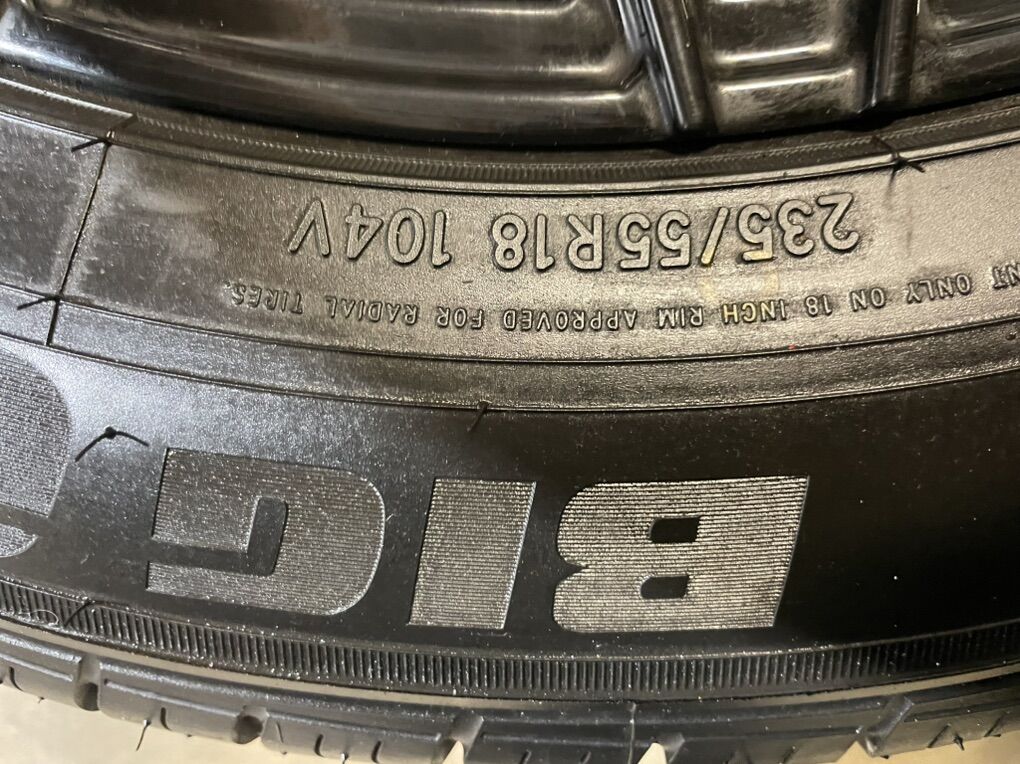 235/55R18 104V
NT ONLY ON 18 INCH RIM APPROVED FOR RADIAL TIRES.
BIG